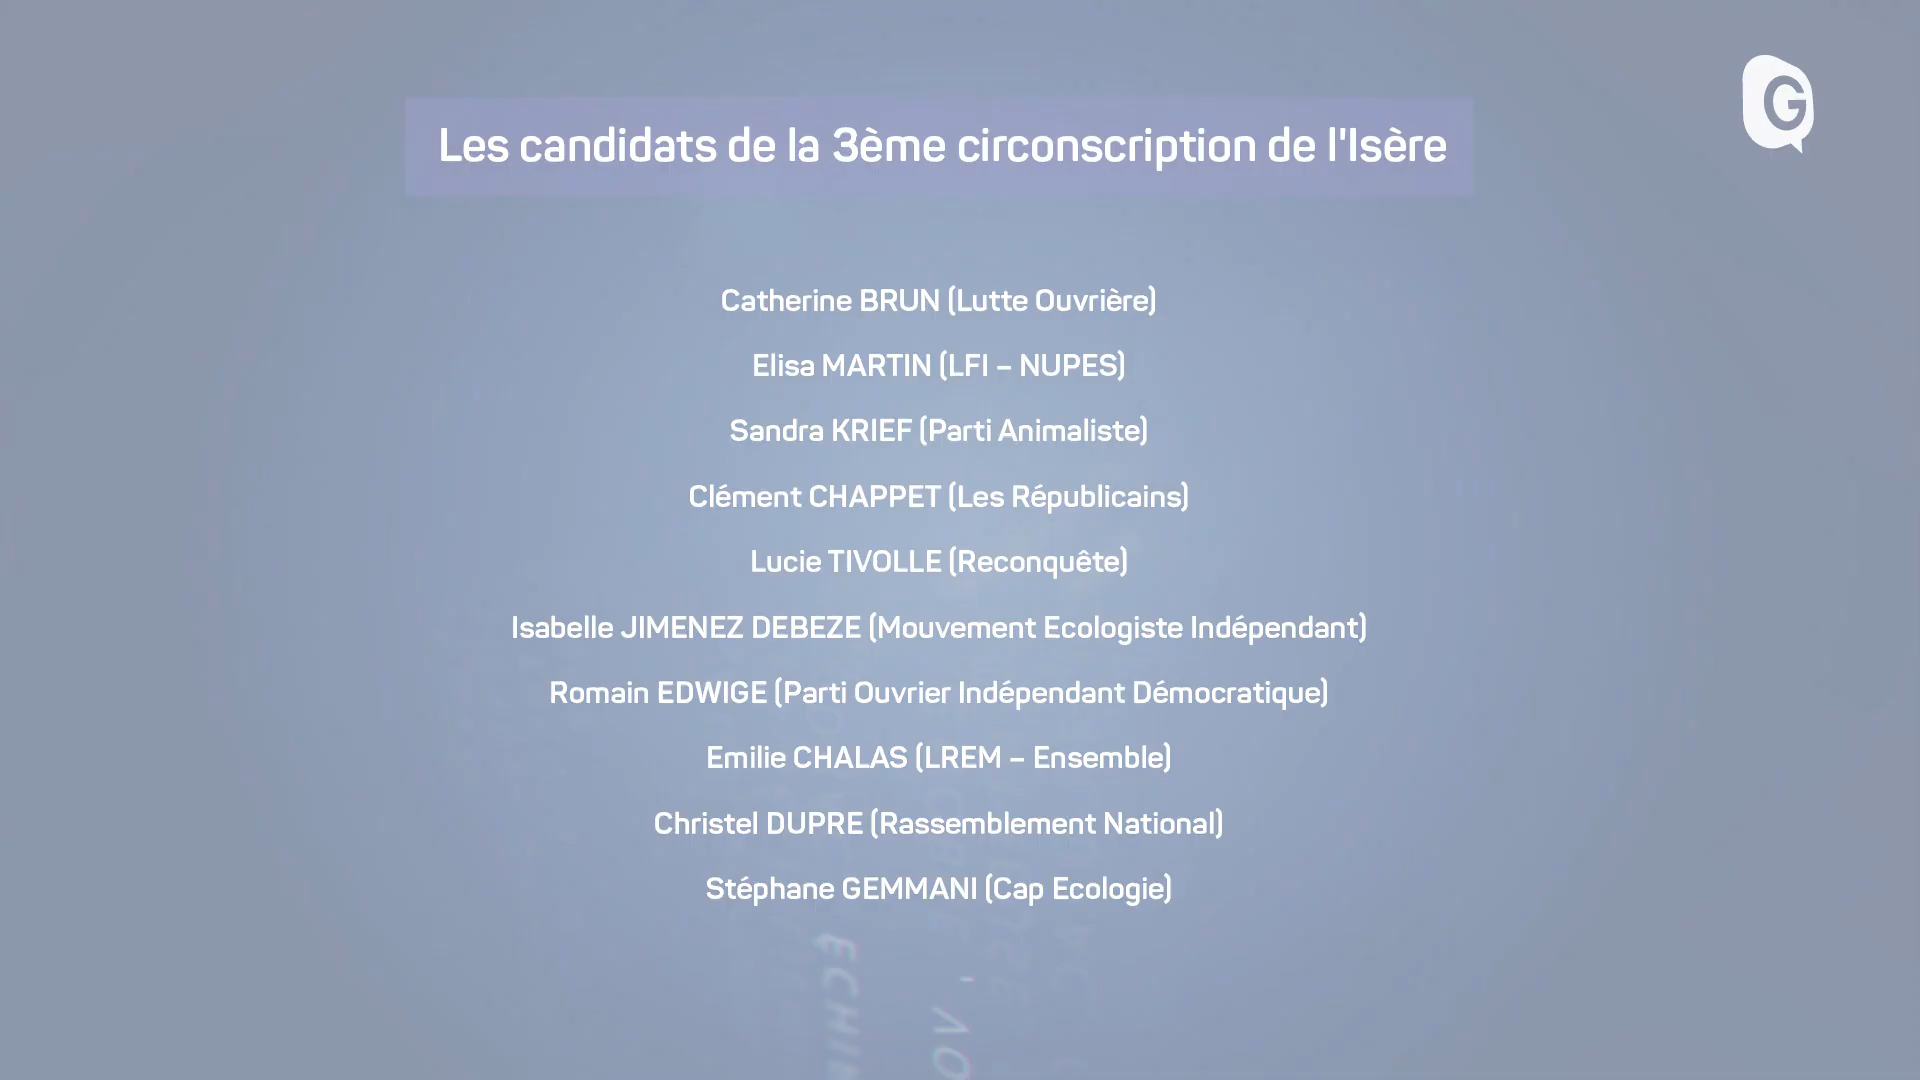 G
Les candidats de la 3ème circonscription de l'Isère
Catherine BRUN (Lutte Ouvrière)
Elisa MARTIN (LFI – NUPES)
Sandra KRIEF (Parti Animaliste)
Clément CHAPPET (Les Républicains)
Lucie TIVOLLE (Reconquête)
Isabelle JIMENEZ DEBEZE (Mouvement Ecologiste Indépendant)
Romain EDWIGE (Parti Ouvrier Indépendant Démocratique)
Emilie CHALAS (LREM – Ensemble)
Christel DUPRE (Rassemblement National)
Stéphane GEMMANI (Cap Ecologie)